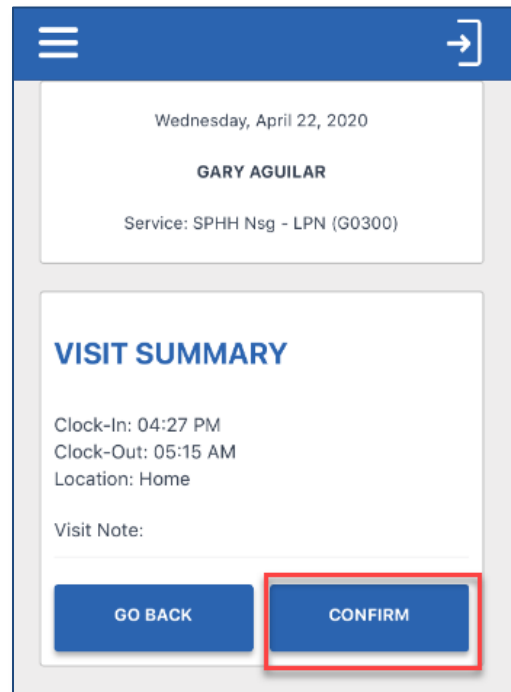 Wednesday, April 22, 2020
GARY AGUILAR
Service: SPHH Nsg - LPN (G0300)
VISIT SUMMARY
Clock-In: 04:27 PM
Clock-Out: 05:15 AM
Location: Home
Visit Note:
GO BACK
CONFIRM